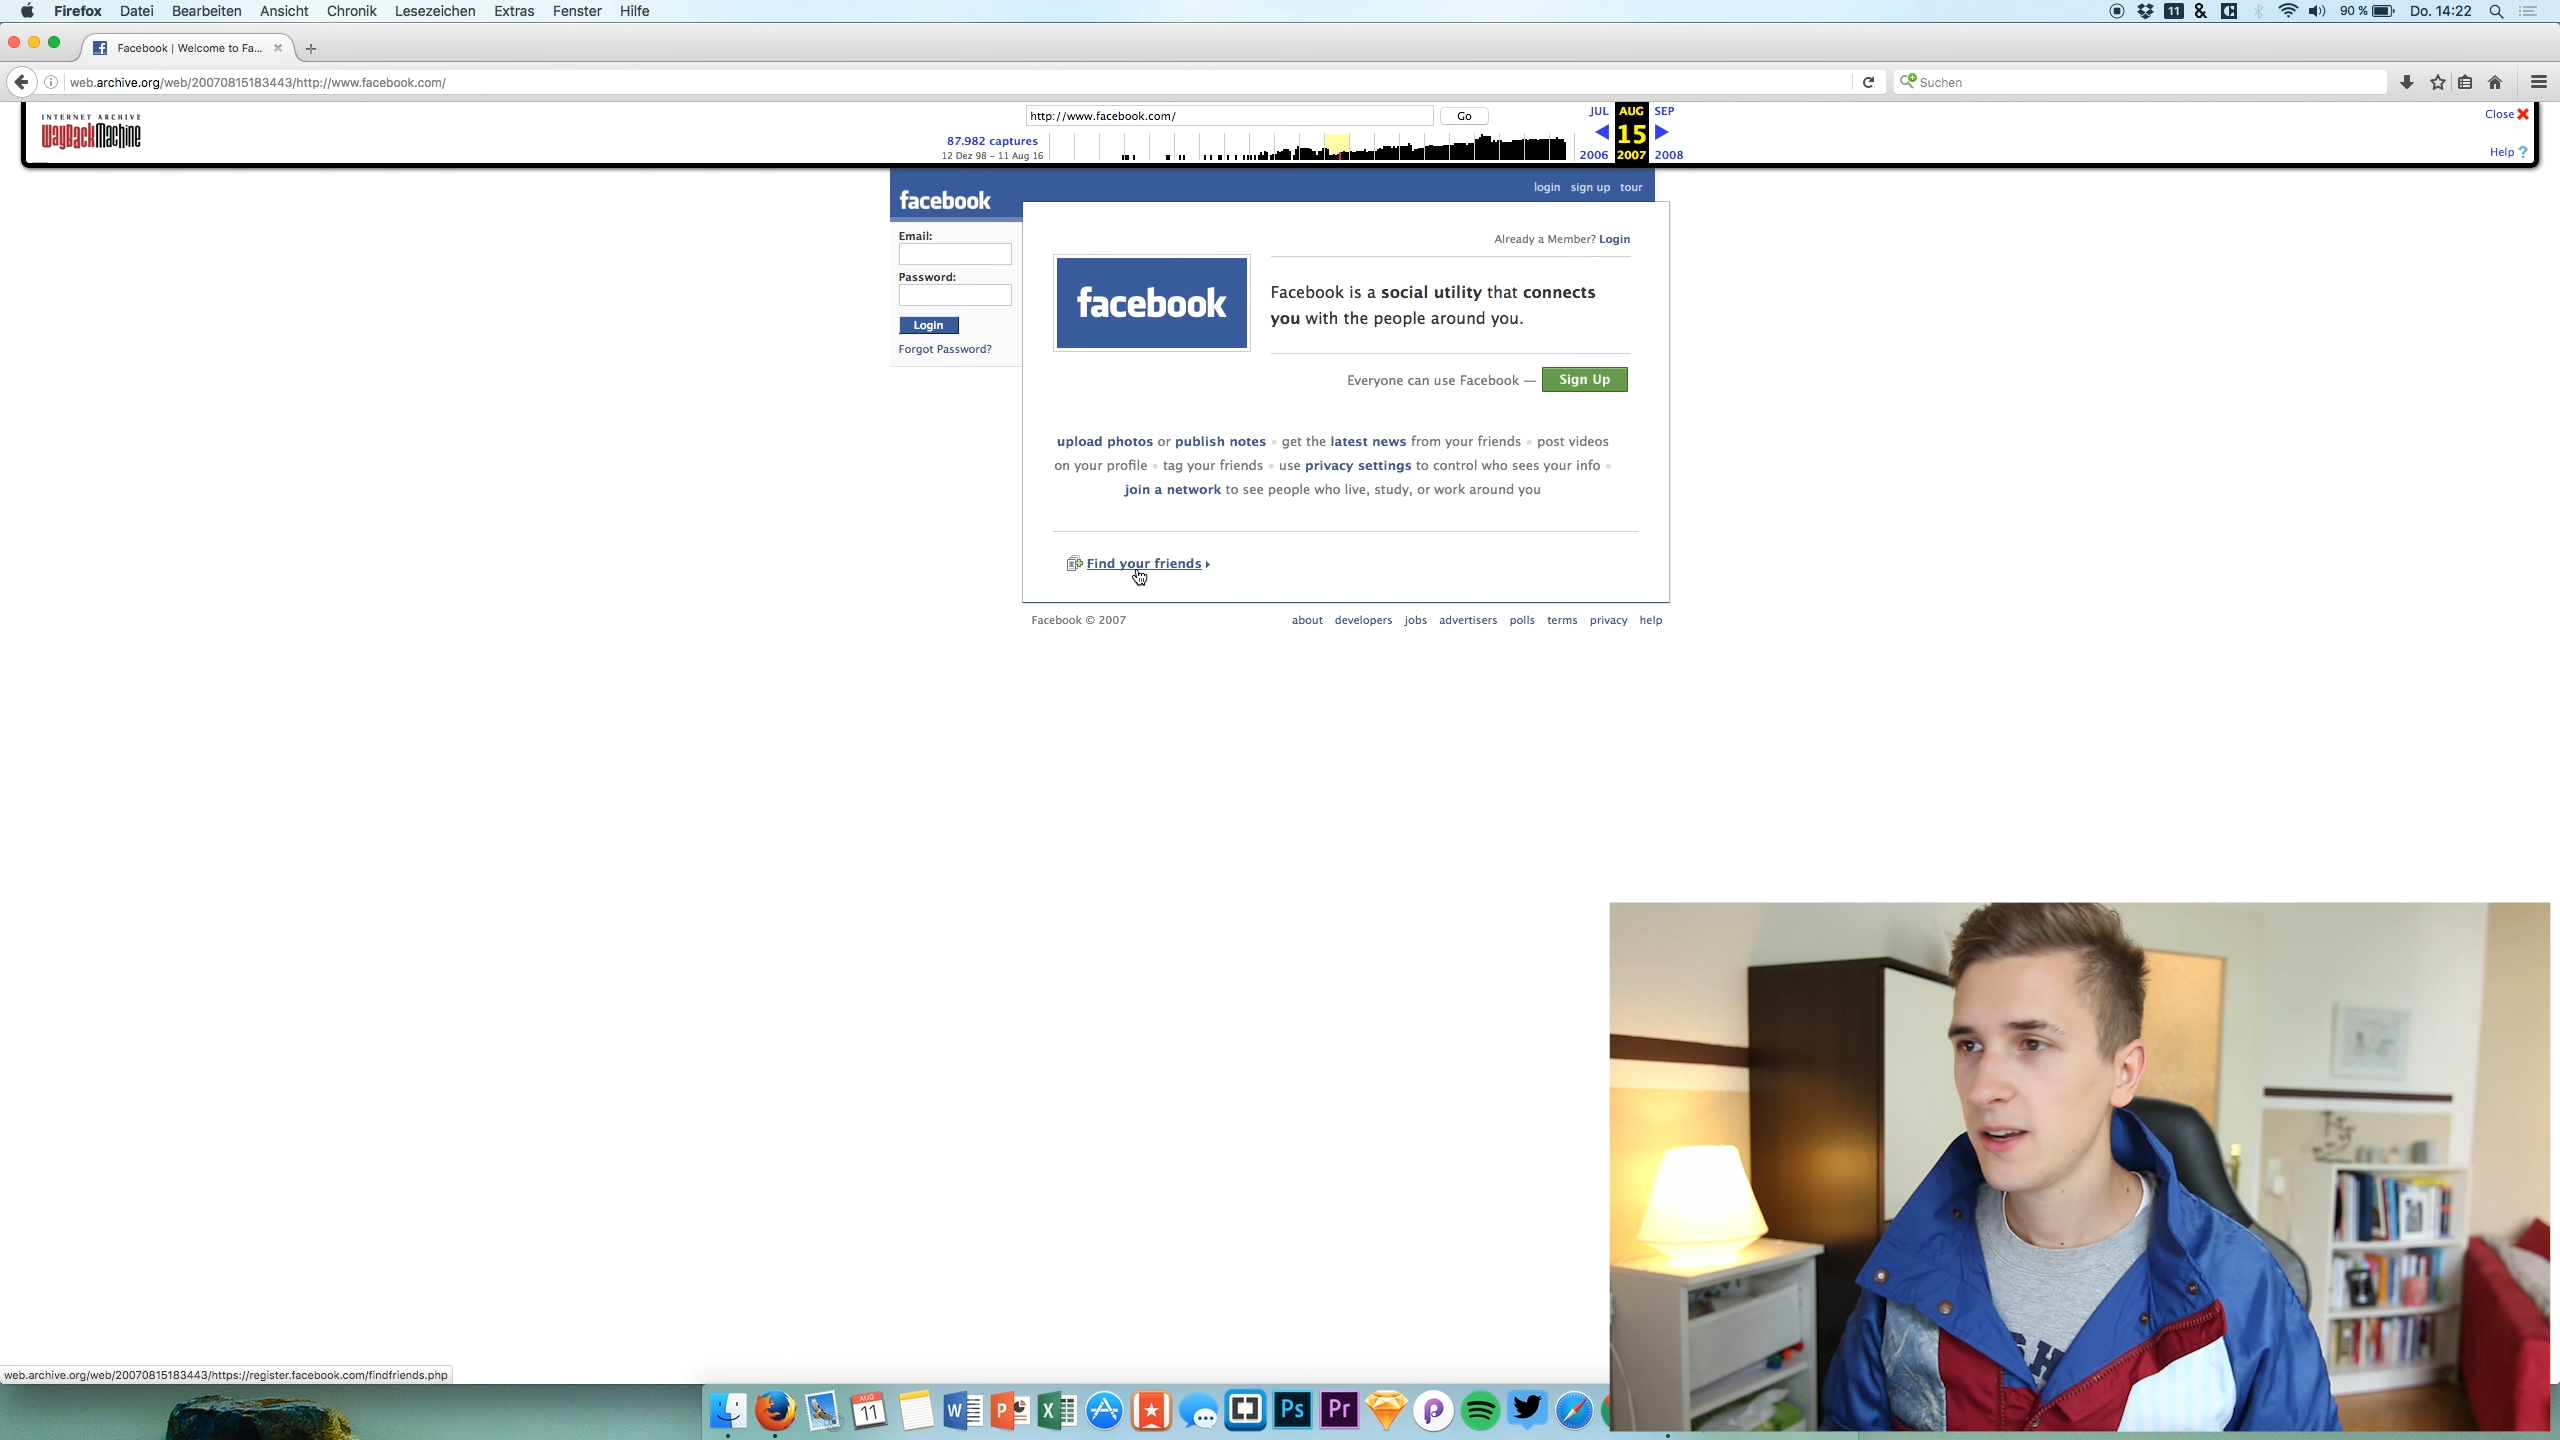 Firefox Datei Bearbeiten Ansicht Chronik Lesezeichen Extras Fenster Hilfe
11 & 90 % Do. 14:22
Facebook | Welcome to Fa...
web.archive.org/web/20070815183443/http://www.facebook.com/
Suchen
INTERNET ARCHIVE
WayBackMachine
http://www.facebook.com/ Go
87.982 captures
12 Dez 98 - 11 Aug 16
JUL AUG SEP
15
2006 2007 2008
Close
Help ?
facebook
login sign up tour
Email:
Password:
Login
Forgot Password?
Already a Member? Login
facebook
Facebook is a social utility that connects
you with the people around you.
Everyone can use Facebook — Sign Up
upload photos or publish notes • get the latest news from your friends • post videos
on your profile • tag your friends • use privacy settings to control who sees your info •
join a network to see people who live, study, or work around you
Find your friends
Facebook © 2007
about developers jobs advertisers polls terms privacy help
web.archive.org/web/20070815183443/https://register.facebook.com/findfriends.php
AUG
11
W
P
X
Ps
Pr